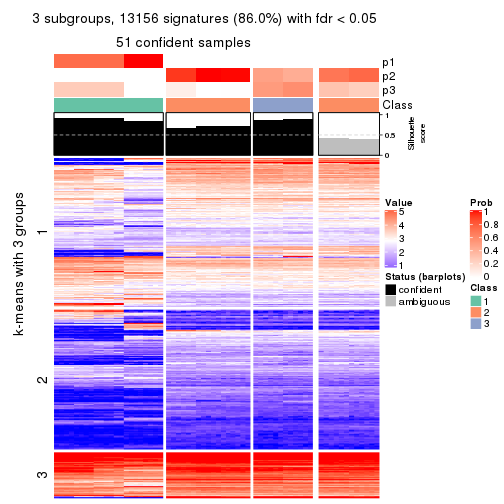 3 subgroups, 13156 signatures (86.0%) with fdr < 0.05
51 confident samples
p1
p2
p3
Class
1
0.5
0
Silhouette
score
k-means with 3 groups
1
2
3
Value
5
4
3
2
1
Status (barplots)
confident
ambiguous
Prob
1
0.8
0.6
0.4
0.2
0
Class
1
2
3